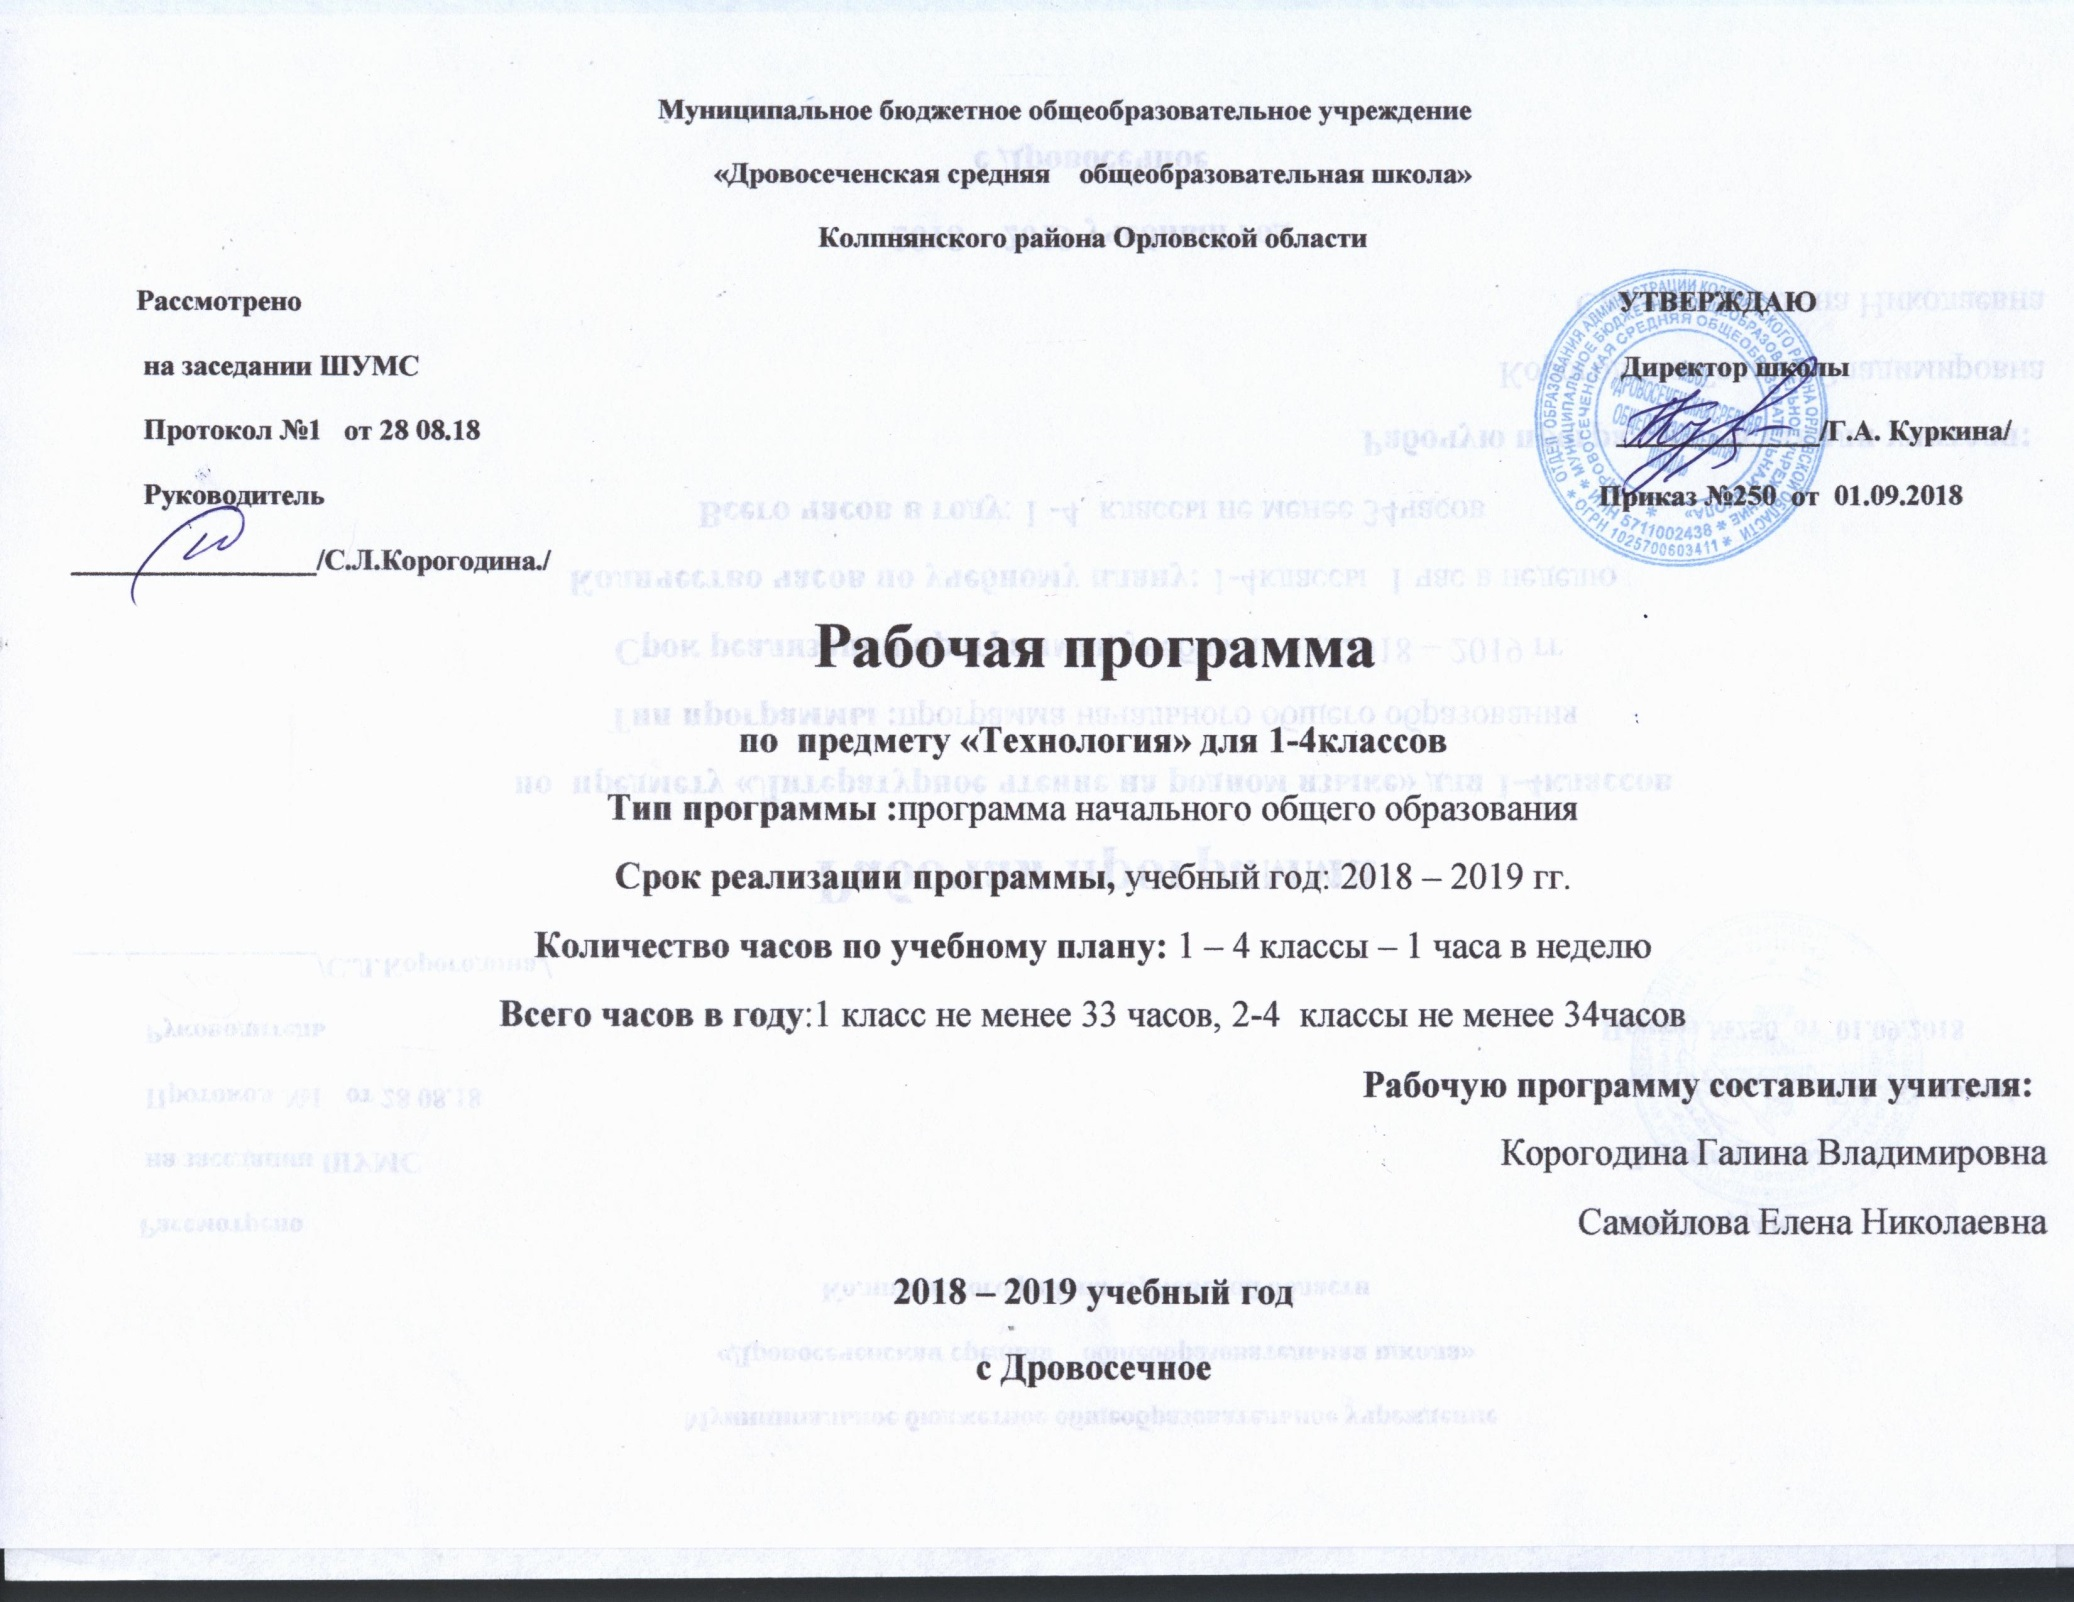 Муниципальное бюджетное общеобразовательное учреждение
«Дровосеченская средняя общеобразовательная школа»
Колпнянского района Орловской области
Рассмотрено
на заседании ШУМС
Протокол №1 от 28 08.18
Руководитель
/С.Л.Корогодина./
УТВЕРЖДАЮ
Директор школы
/Г.А. Куркина/
Приказ №250 от 01.09.2018
Рабочая программа
по предмету «Технология» для 1-4классов
Тип программы :программа начального общего образования
Срок реализации программы, учебный год: 2018 – 2019 гг.
Количество часов по учебному плану: 1 – 4 классы – 1 часа в неделю
Всего часов в году:1 класс не менее 33 часов, 2-4 классы не менее 34часов
Рабочую программу составили учителя:
Корогодина Галина Владимировна
Самойлова Елена Николаевна
2018 – 2019 учебный год
с Дровосечное